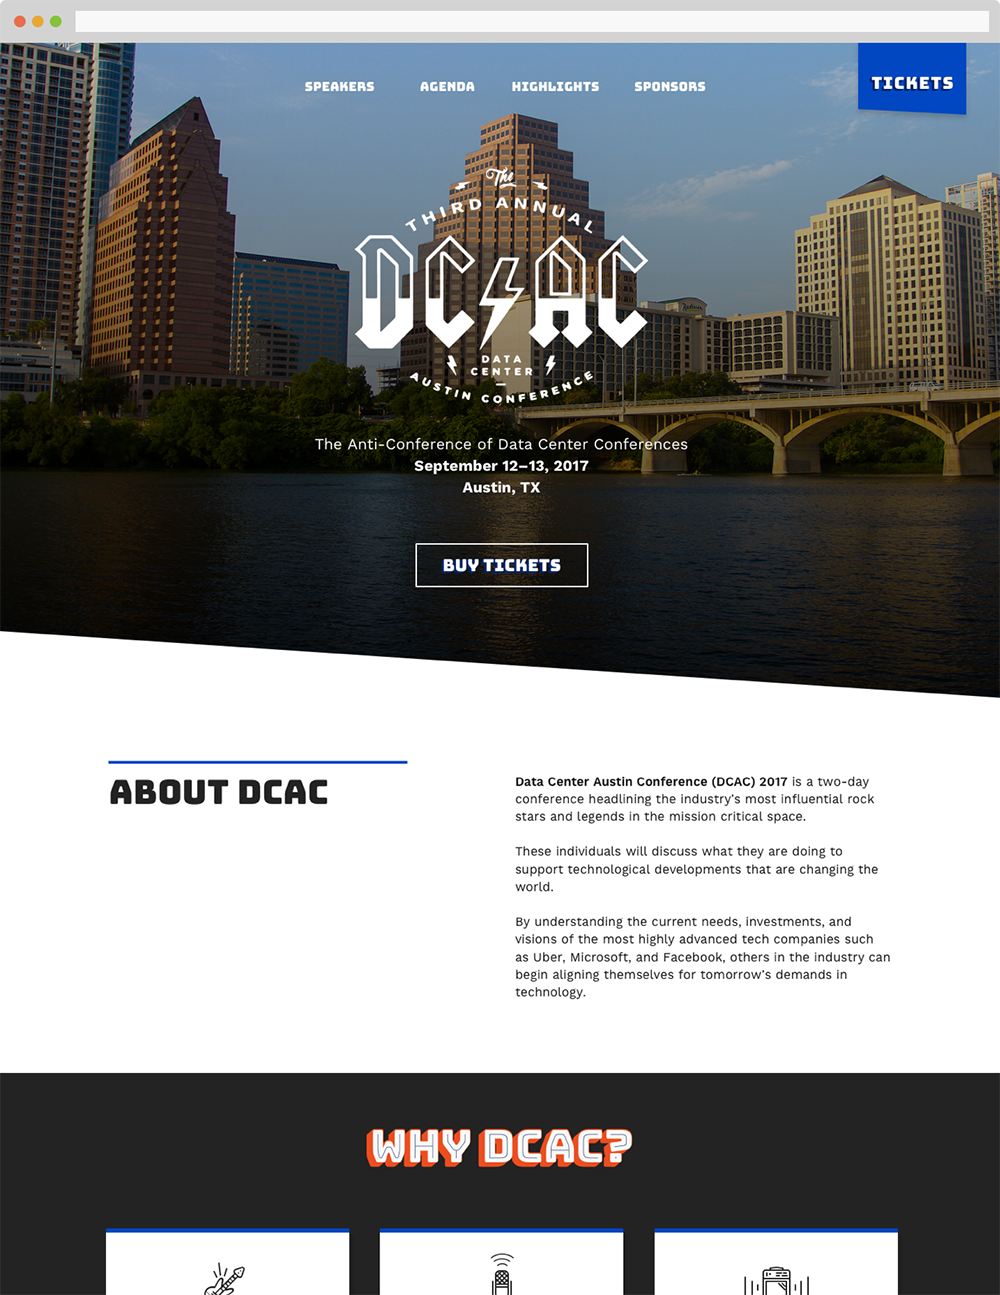 SPEAKERS AGENDA HIGHLIGHTS SPONSORS
TICKETS
The
THIRD ANNUAL
DC AC
DATA
CENTER
AUSTIN CONFERENCE
The Anti-Conference of Data Center Conferences
September 12–13, 2017
Austin, TX
BUY TICKETS
ABOUT DCAC
Data Center Austin Conference (DCAC) 2017 is a two-day
conference headlining the industry's most influential rock
stars and legends in the mission critical space.
These individuals will discuss what they are doing to
support technological developments that are changing the
world.
By understanding the current needs, investments, and
visions of the most highly advanced tech companies such
as Uber, Microsoft, and Facebook, others in the industry can
begin aligning themselves for tomorrow's demands in
technology.
WHY DCAC?